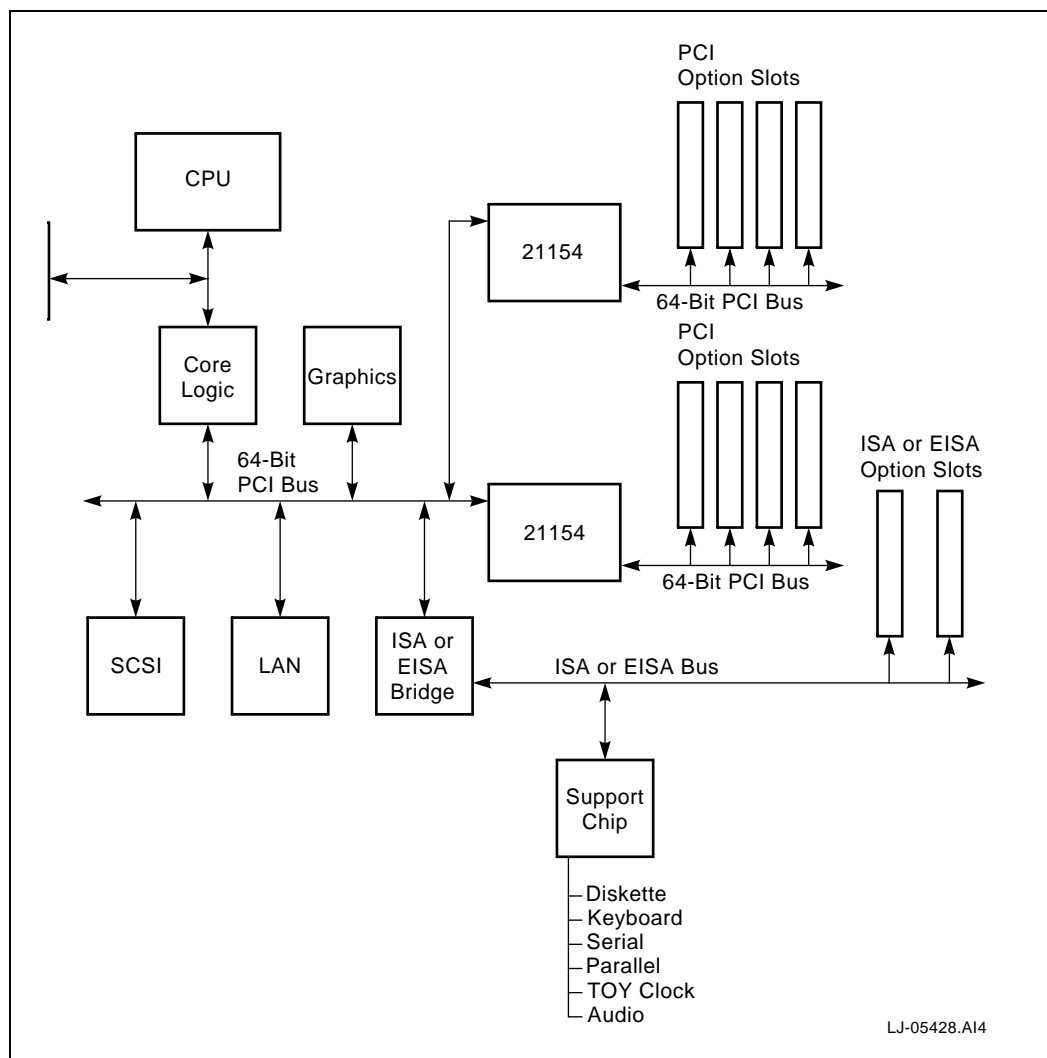 PCI
Option Slots
CPU
21154
64-Bit PCI Bus
Core
Logic
Graphics
PCI
Option Slots
64-Bit
PCI Bus
ISA or EISA
Option Slots
21154
64-Bit PCI Bus
SCSI
LAN
ISA or
EISA
Bridge
ISA or EISA Bus
Support
Chip
Diskette
Keyboard
Serial
Parallel
TOY Clock
Audio
LJ-05428.AI4